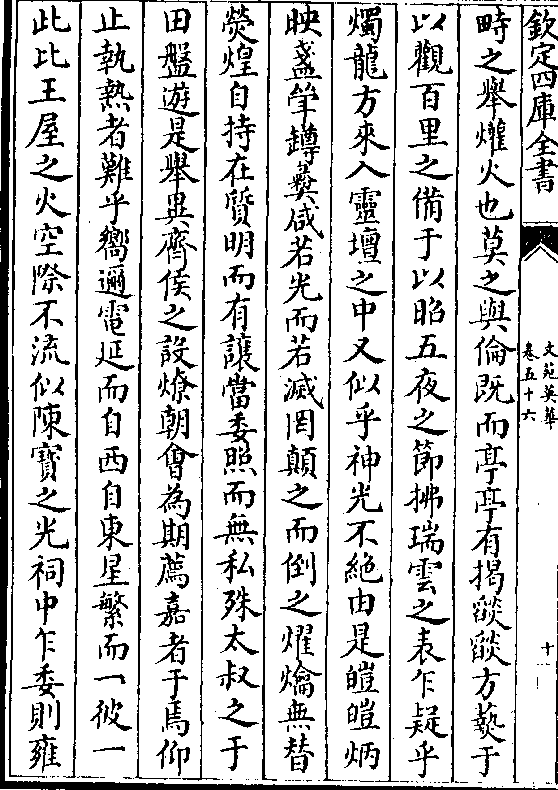 欽定四庫全書
文苑英華
卷五十六
十一
畤之舉爟火也莫之與倫既而亭亭有揭燄燄方爇于
以觀百里之備于以昭五夜之節拂瑞雲之表乍疑乎
燭龍方來入靈壇之中又似乎神光不絶由是皚皚炳
映盞斝罇彝咸若光而若滅罔顛之而倒之燿爚無替
熒煌自持在質明而有讓當委照而無私殊太叔之于
田盤遊是舉異齊侯之設燎朝會為期薦嘉者于焉仰
止執熱者難乎嚮邇電延而自西自東星繁而一彼一
此比王屋之火空際不流似陳寶之光祠中乍委則雍